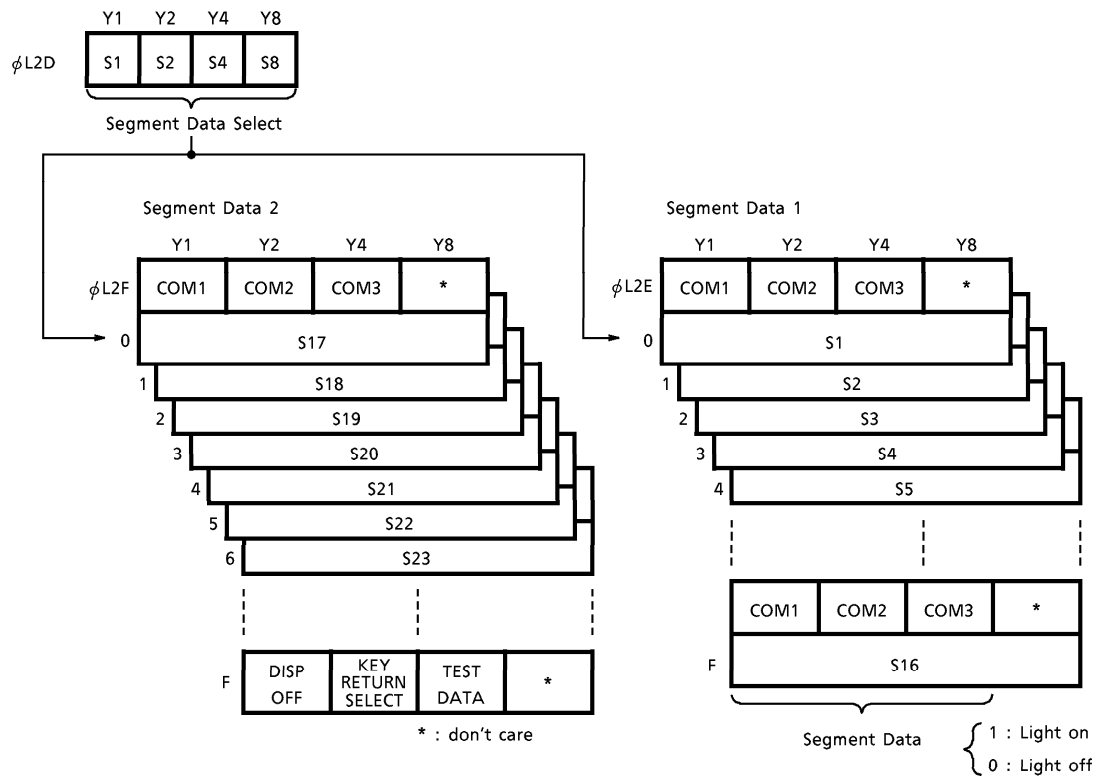 Y1 Y2 Y4 Y8
φL2D S1 S2 S4 S8
Segment Data Select
Segment Data 2
Y1 Y2 Y4 Y8
φL2F COM1 COM2 COM3 *
0 S17
1 S18
2 S19
3 S20
4 S21
5 S22
6 S23
F DISP OFF KEY RETURN SELECT TEST DATA *
* : don't care
Segment Data 1
Y1 Y2 Y4 Y8
φL2E COM1 COM2 COM3 *
0 S1
1 S2
2 S3
3 S4
4 S5
COM1 COM2 COM3 *
F S16
Segment Data
1 : Light on
0 : Light off